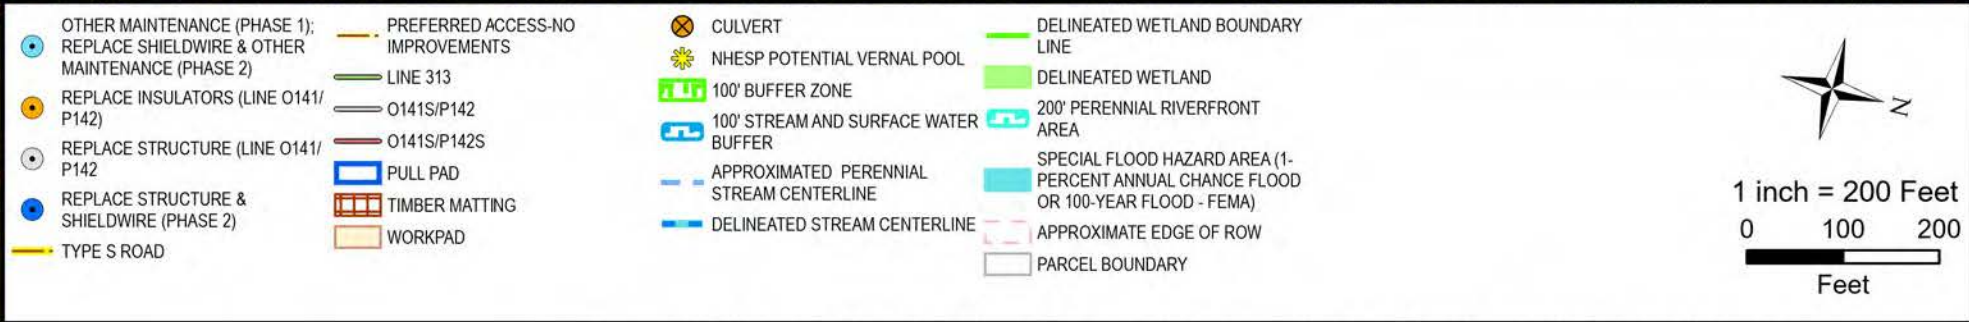 OTHER MAINTENANCE (PHASE 1);
REPLACE SHIELDWIRE & OTHER
MAINTENANCE (PHASE 2)
REPLACE INSULATORS (LINE O141/
P142)
REPLACE STRUCTURE (LINE O141/
P142
REPLACE STRUCTURE &
SHIELDWIRE (PHASE 2)
TYPE S ROAD
PREFERRED ACCESS-NO
IMPROVEMENTS
LINE 313
O141S/P142
O141S/P142S
PULL PAD
TIMBER MATTING
WORKPAD
CULVERT
NHESP POTENTIAL VERNAL POOL
100' BUFFER ZONE
100' STREAM AND SURFACE WATER
BUFFER
APPROXIMATED PERENNIAL
STREAM CENTERLINE
DELINEATED STREAM CENTERLINE
DELINEATED WETLAND BOUNDARY
LINE
DELINEATED WETLAND
200' PERENNIAL RIVERFRONT
AREA
SPECIAL FLOOD HAZARD AREA (1-
PERCENT ANNUAL CHANCE FLOOD
OR 100-YEAR FLOOD - FEMA)
APPROXIMATE EDGE OF ROW
PARCEL BOUNDARY
N
1 inch = 200 Feet
0 100 200
Feet